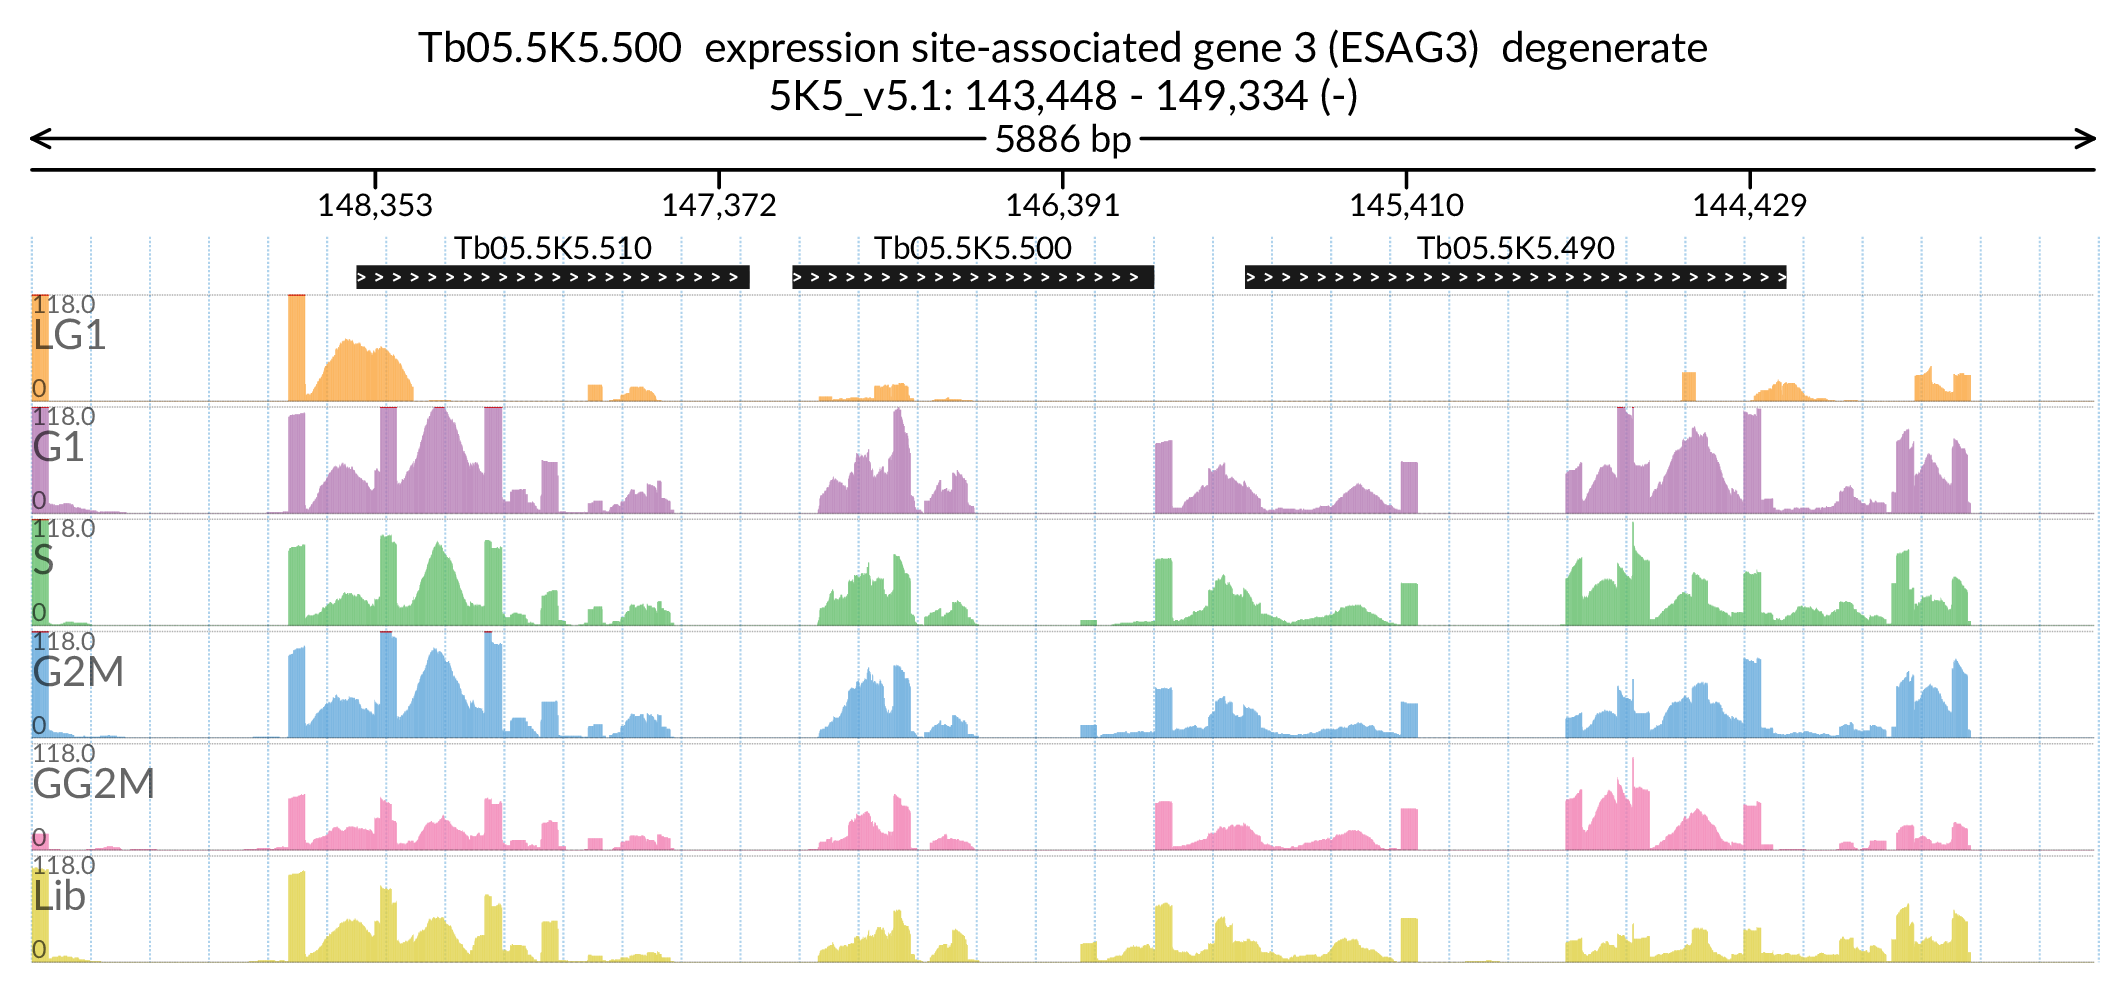 Tb05.5K5.500  expression site-associated gene 3 (ESAG3)  degenerate
5K5_v5.1: 143,448 - 149,334 (-)
5886 bp
148,353 147,372 146,391 145,410 144,429
Tb05.5K5.510 Tb05.5K5.500 Tb05.5K5.490
118.0
LG1
0
118.0
G1
0
118.0
S
0
118.0
G2M
0
118.0
GG2M
0
118.0
Lib
0